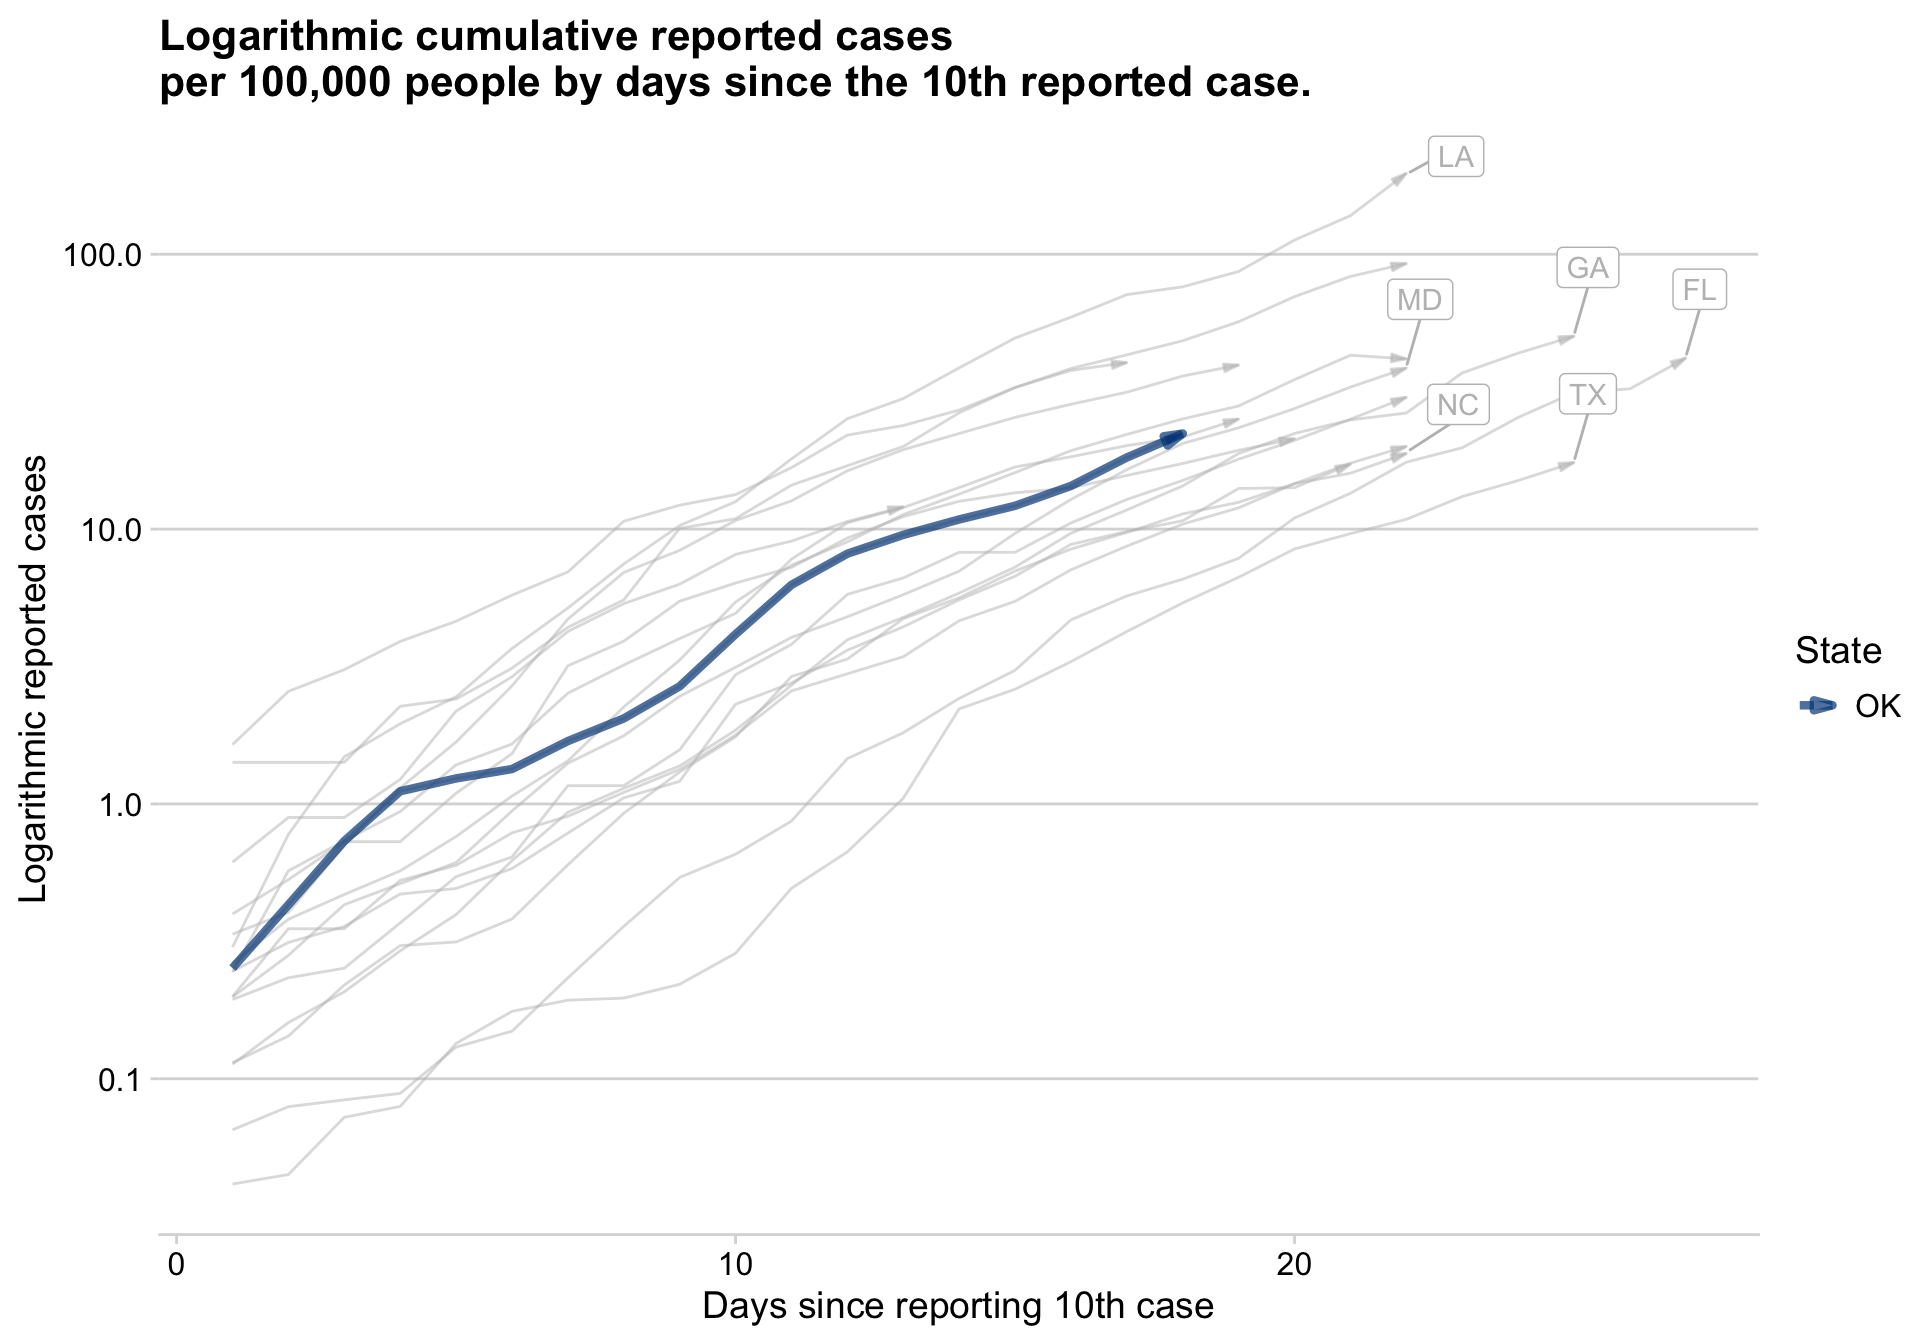 Logarithmic cumulative reported cases
per 100,000 people by days since the 10th reported case.
LA
100.0
GA
FL
MD
TX
NC
10.0
1.0
0.1
Logarithmic reported cases
State
OK
0
10
20
Days since reporting 10th case